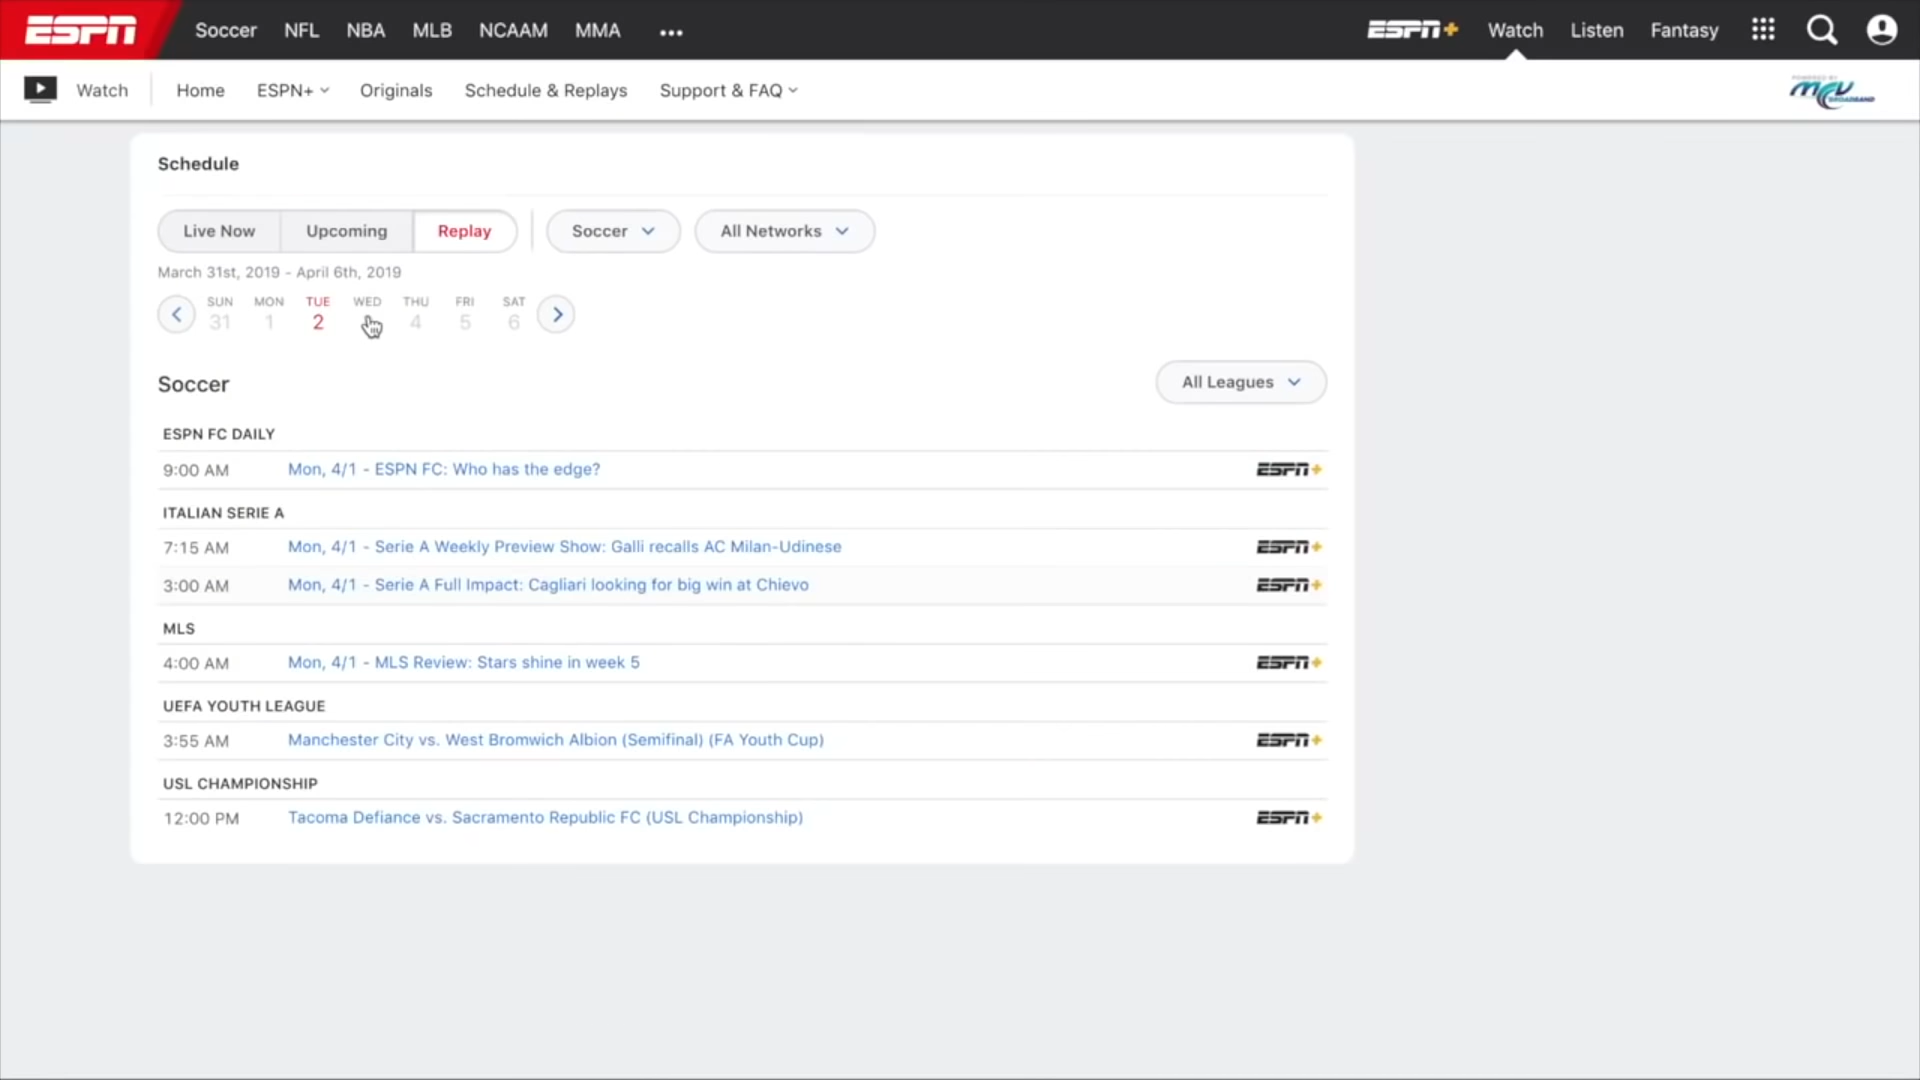 ESPN Soccer NFL NBA MLB NCAAM MMA ... ESPN+ Watch Listen Fantasy
Watch Home ESPN+ Originals Schedule & Replays Support & FAQ
POWERED BY
MCV BROADBAND
Schedule
Live Now Upcoming Replay Soccer All Networks
March 31st, 2019 - April 6th, 2019
SUN MON TUE WED THU FRI SAT
31 1 2 4 5 6
Soccer All Leagues
ESPN FC DAILY
9:00 AM Mon, 4/1 - ESPN FC: Who has the edge? ESPN+
ITALIAN SERIE A
7:15 AM Mon, 4/1 - Serie A Weekly Preview Show: Galli recalls AC Milan-Udinese ESPN+
3:00 AM Mon, 4/1 - Serie A Full Impact: Cagliari looking for big win at Chievo ESPN+
MLS
4:00 AM Mon, 4/1 - MLS Review: Stars shine in week 5 ESPN+
UEFA YOUTH LEAGUE
3:55 AM Manchester City vs. West Bromwich Albion (Semifinal) (FA Youth Cup) ESPN+
USL CHAMPIONSHIP
12:00 PM Tacoma Defiance vs. Sacramento Republic FC (USL Championship) ESPN+